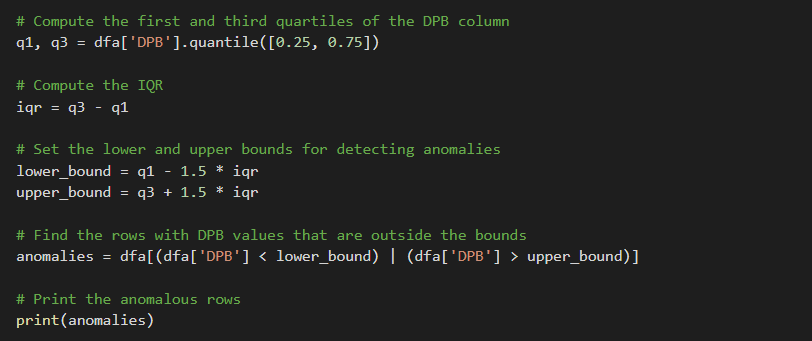 # Compute the first and third quartiles of the DPB column
q1, q3 = dfa['DPB'].quantile([0.25, 0.75])
# Compute the IQR
iqr = q3 - q1
# Set the lower and upper bounds for detecting anomalies
lower_bound = q1 - 1.5 * iqr
upper_bound = q3 + 1.5 * iqr
# Find the rows with DPB values that are outside the bounds
anomalies = dfa[(dfa['DPB'] < lower_bound) | (dfa['DPB'] > upper_bound)]
# Print the anomalous rows
print(anomalies)